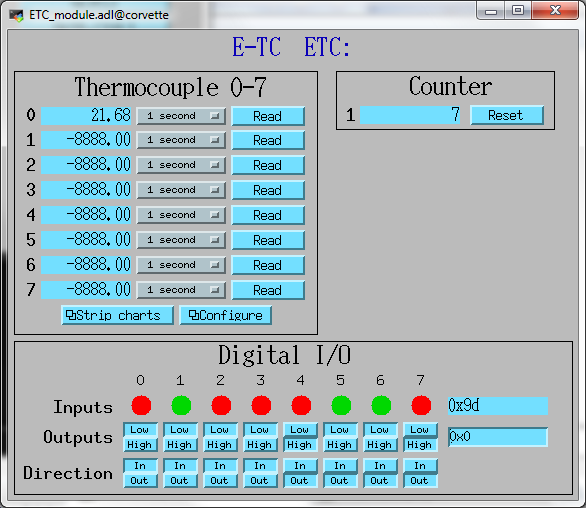 ETC_module.adl@corvette
E-TC ETC:
Thermocouple 0-7
0 21.68 1 second Read
1 -8888.00 1 second Read
2 -8888.00 1 second Read
3 -8888.00 1 second Read
4 -8888.00 1 second Read
5 -8888.00 1 second Read
6 -8888.00 1 second Read
7 -8888.00 1 second Read
Strip charts Configure
Counter
1 7 Reset
Digital I/O
0 1 2 3 4 5 6 7
Inputs 0x9d
Low Low Low Low Low Low Low Low
Outputs 0x0
High High High High High High High High
In In In In In In In In
Direction
Out Out Out Out Out Out Out Out